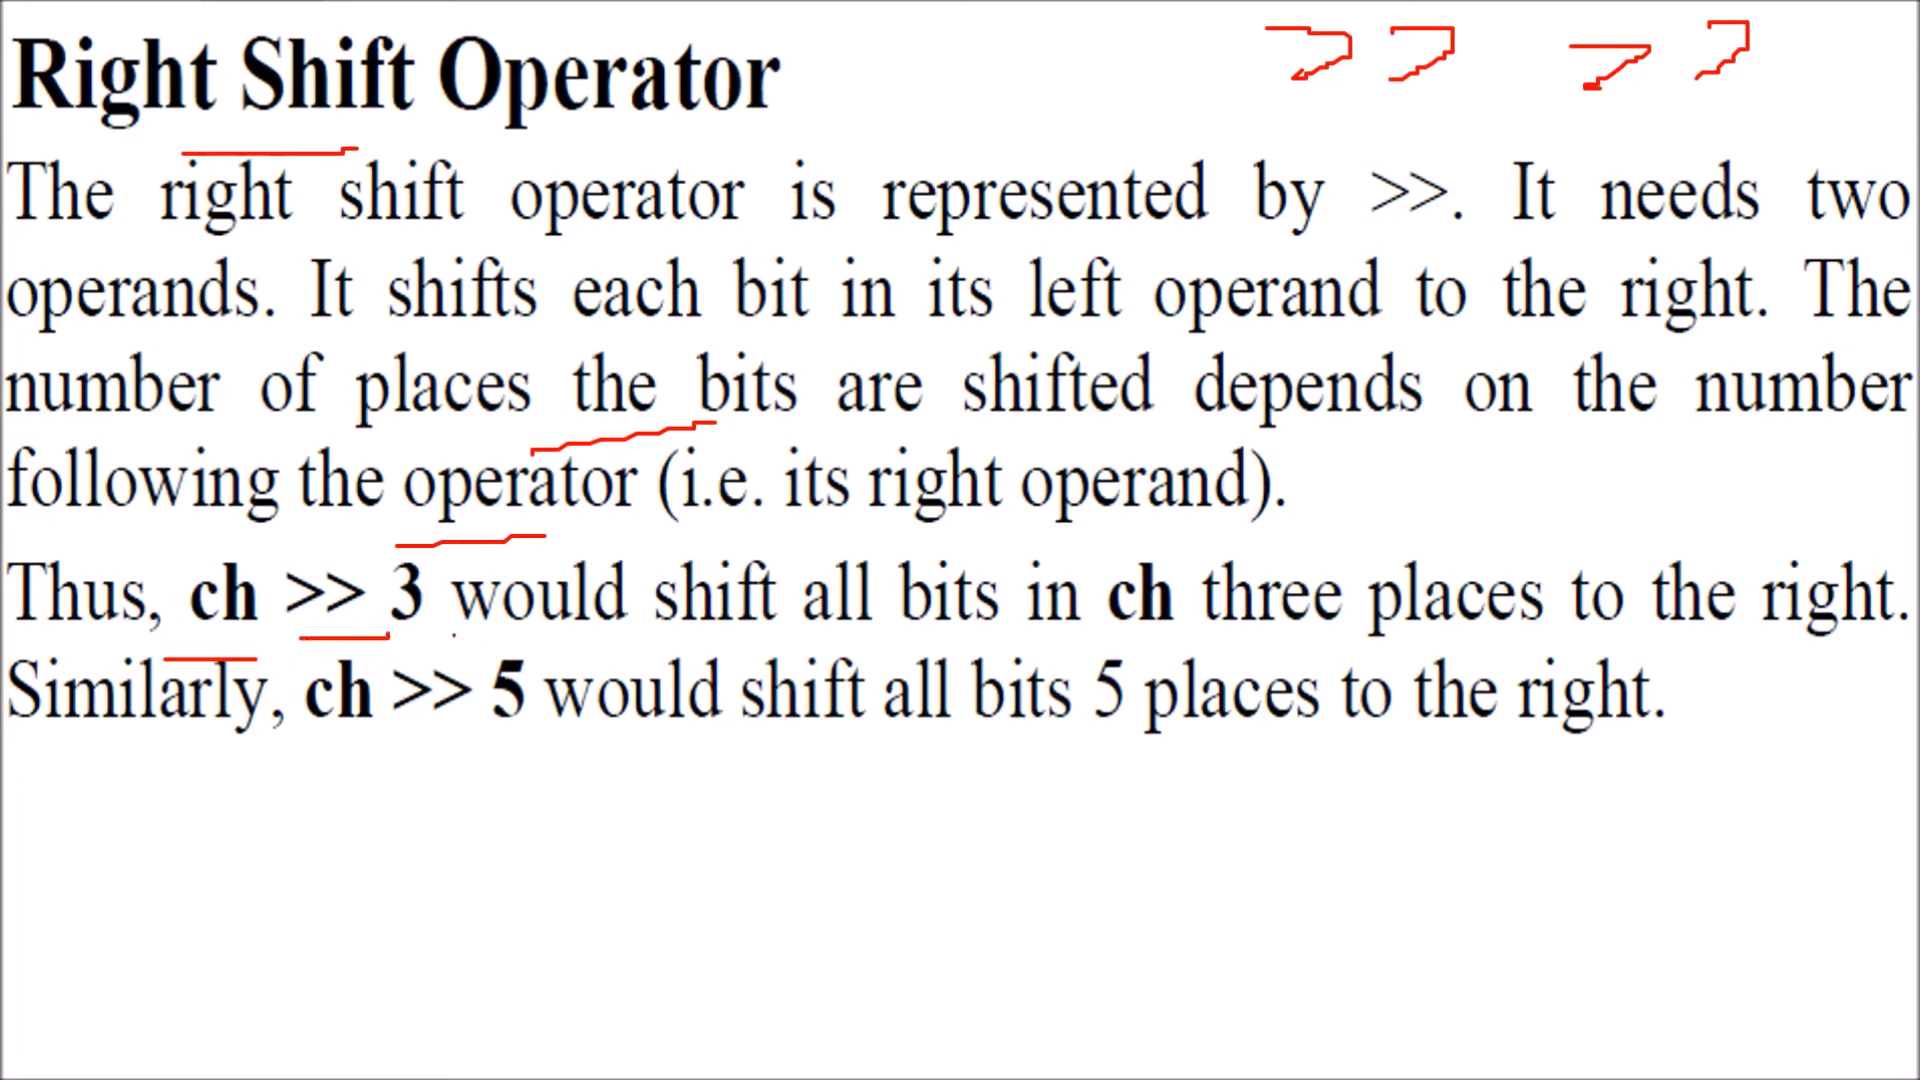 >> >>
Right Shift Operator
The right shift operator is represented by >>. It needs two
operands. It shifts each bit in its left operand to the right. The
number of places the bits are shifted depends on the number
following the operator (i.e. its right operand).
Thus, ch >> 3 would shift all bits in ch three places to the right.
Similarly, ch >> 5 would shift all bits 5 places to the right.